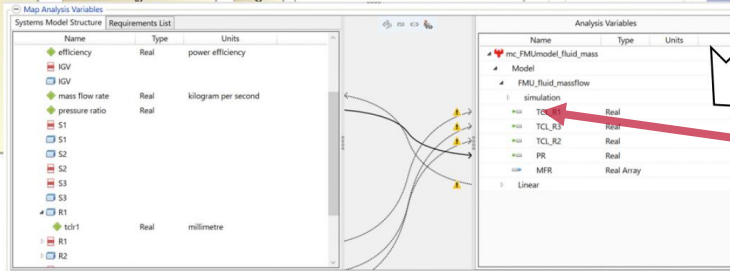 Map Analysis Variables
Systems Model Structure Requirements List
Name Type Units
efficiency Real power efficiency
IGV
IGV
mass flow rate Real kilogram per second
pressure ratio Real
S1
S1
S2
S2
S3
S3
R1
tclr1 Real millimetre
R1
R2
Analysis Variables
Name Type Units
mc_FMUmodel_fluid_mass
Model
FMU_fluid_massflow
simulation
TCL_R1 Real
TCL_R3 Real
TCL_R2 Real
PR Real
MFR Real Array
Linear